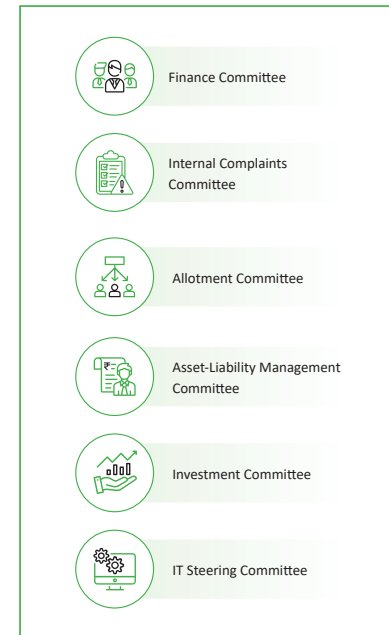 Finance Committee
Internal Complaints
Committee
Allotment Committee
₹
Asset-Liability Management
Committee
Investment Committee
IT Steering Committee